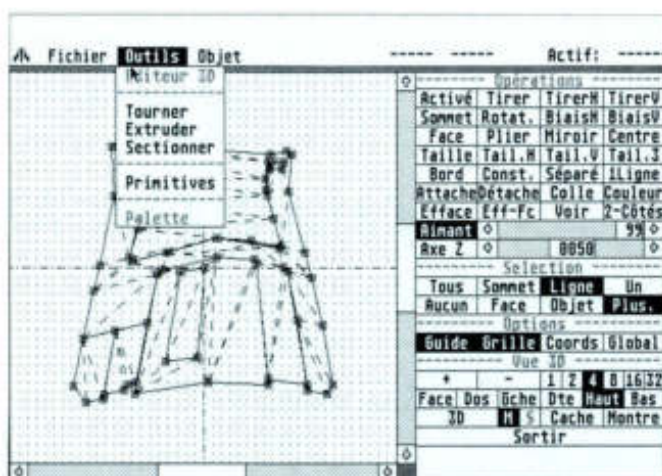 Fichier Outils Objet ----- ----- Actif: -----
Editeur 3D
Tourner
Extruder
Sectionner
Primitives
Palette
Opérations
Activé Tirer TirerH TirerV
Sommet Rotat. BiaisH BiaisV
Face Plier Miroir Centre
Taille Tail.H Tail.V Tail.3
Bord Const. Séparé 1Ligne
Attache Détache Colle Couleur
Efface Eff-Fc Voir 2-Côtés
Aimant 99
Axe Z 0050
Selection
Tous Sommet Ligne Un
Aucun Face Objet Plus.
Options
Guide Grille Coords Global
Vue 3D
+ - 1 2 4 8 16 32
Face Dos Gche Dte Haut Bas
3D M S Cache Montre
Sortir